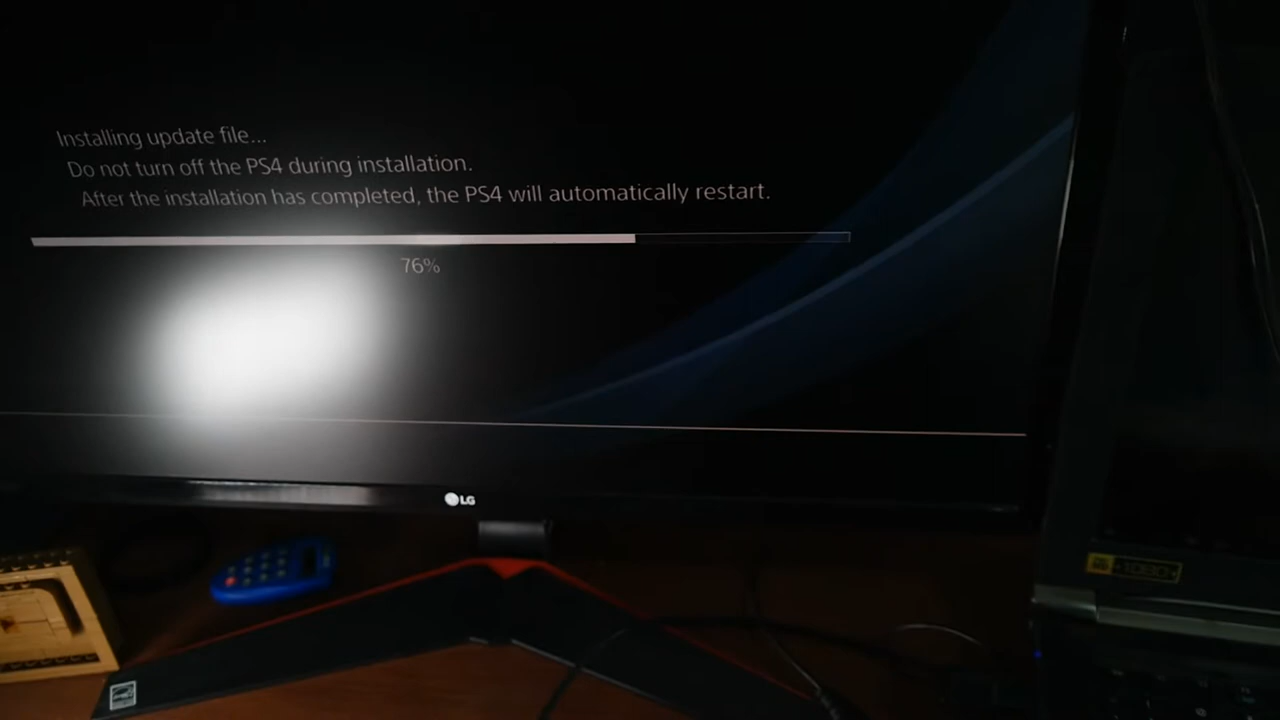 Installing update file...
Do not turn off the PS4 during installation.
After the installation has completed, the PS4 will automatically restart.
76%
LG
1080